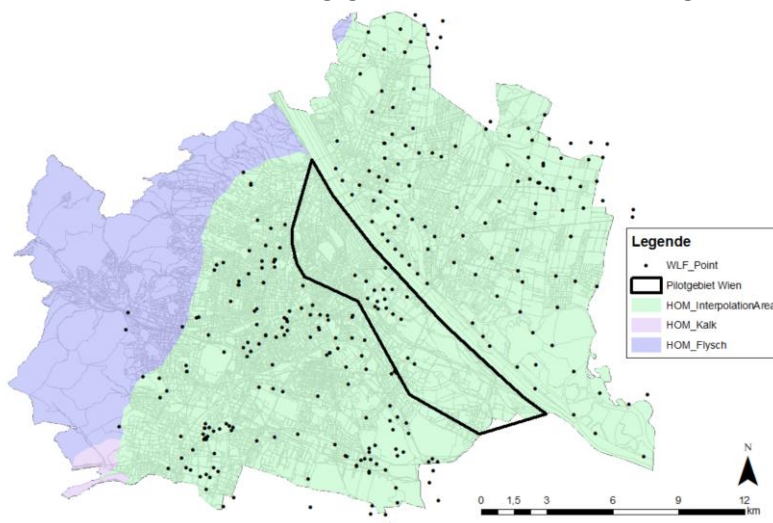 Legende
WLF_Point
Pilotgebiet Wien
HOM_InterpolationArea
HOM_Kalk
HOM_Flysch
N
0 1,5 3 6 9 12
km